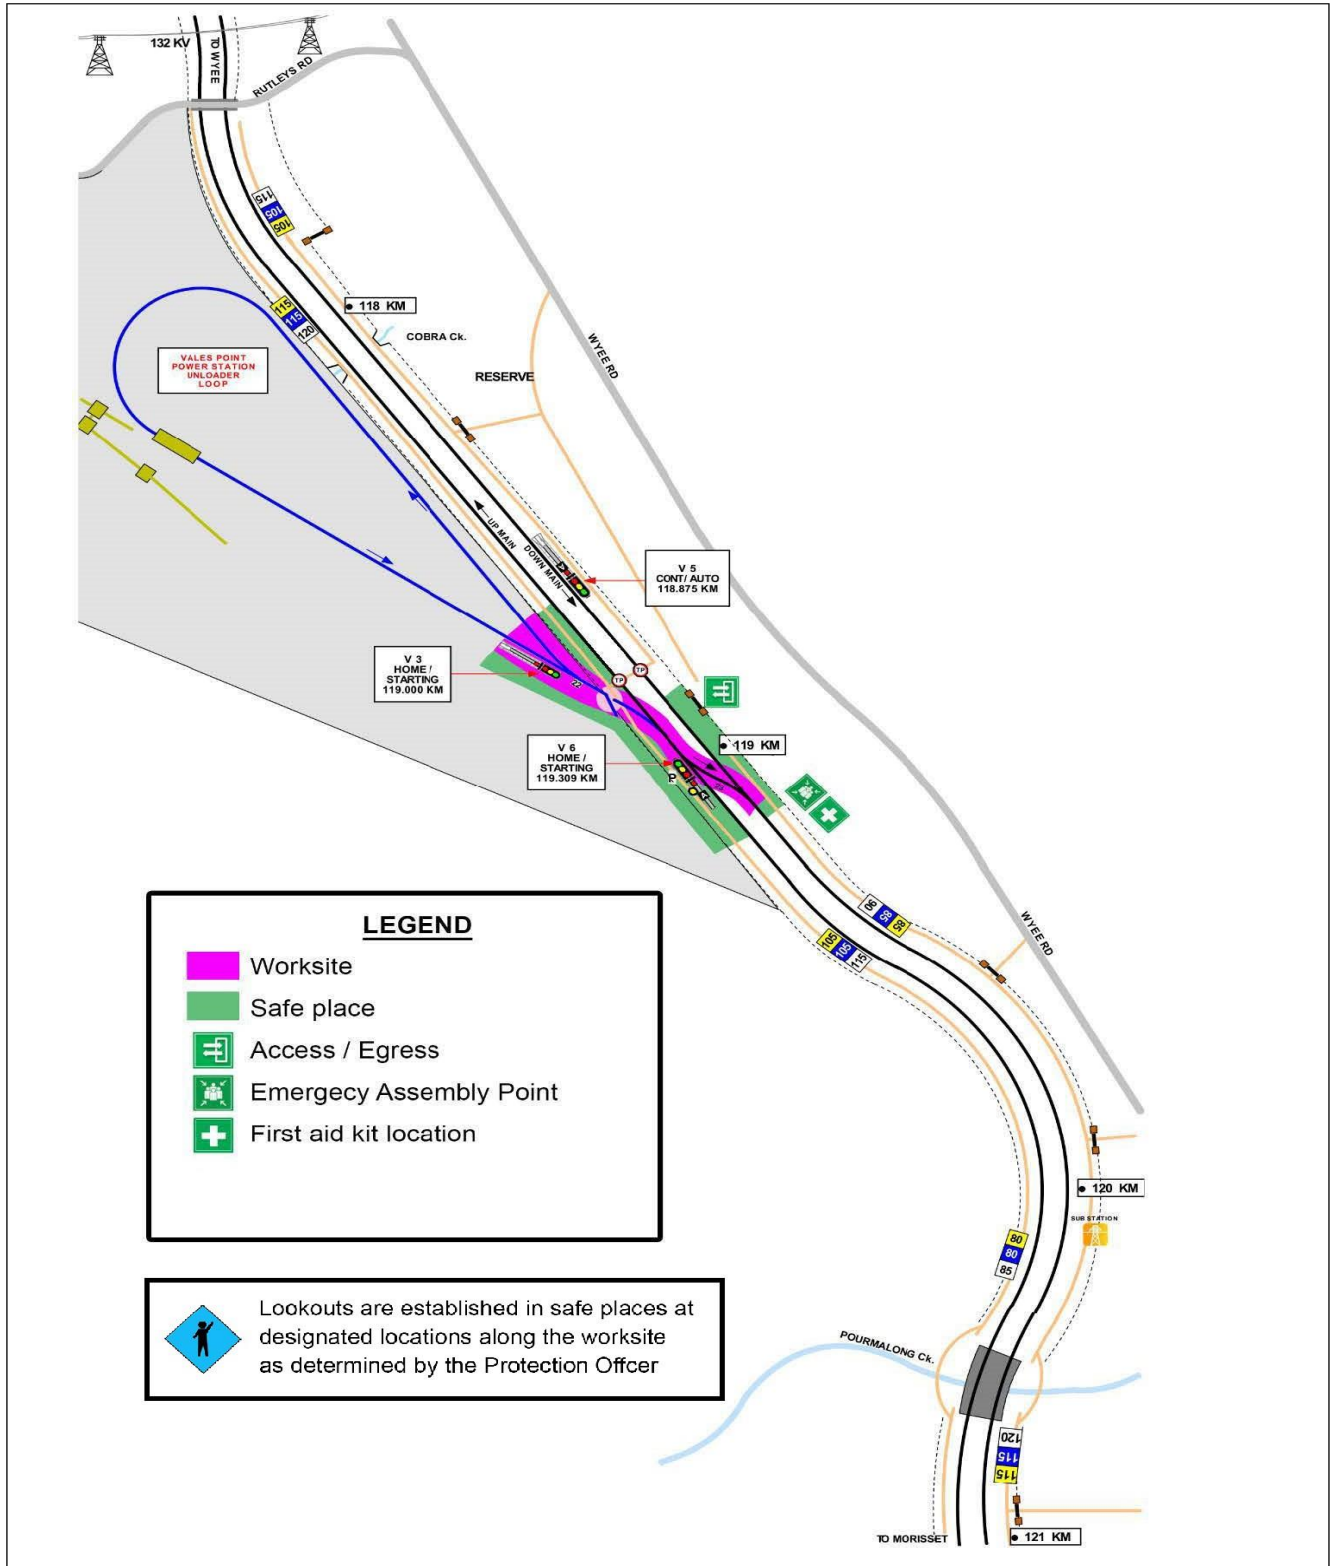 132 KV
TO WYEE
RUTLEYS RD
115
105
105
118 KM
115
115
120
COBRA Ck.
WYEE RD
VALES POINT
POWER STATION
UNLOADER
LOOP
RESERVE
UP MAIN
DOWN MAIN
V 5
CONT/ AUTO
118.875 KM
V 3
HOME /
STARTING
119.000 KM
22
TP
TP
119 KM
V 6
HOME /
STARTING
119.309 KM
P
90
85
85
WYEE RD
105
105
115
LEGEND
Worksite
Safe place
Access / Egress
Emergecy Assembly Point
First aid kit location
120 KM
SUB STATION
80
80
85
Lookouts are established in safe places at
designated locations along the worksite
as determined by the Protection Offcer
POURMALONG Ck.
120
115
115
TO MORISSET
121 KM